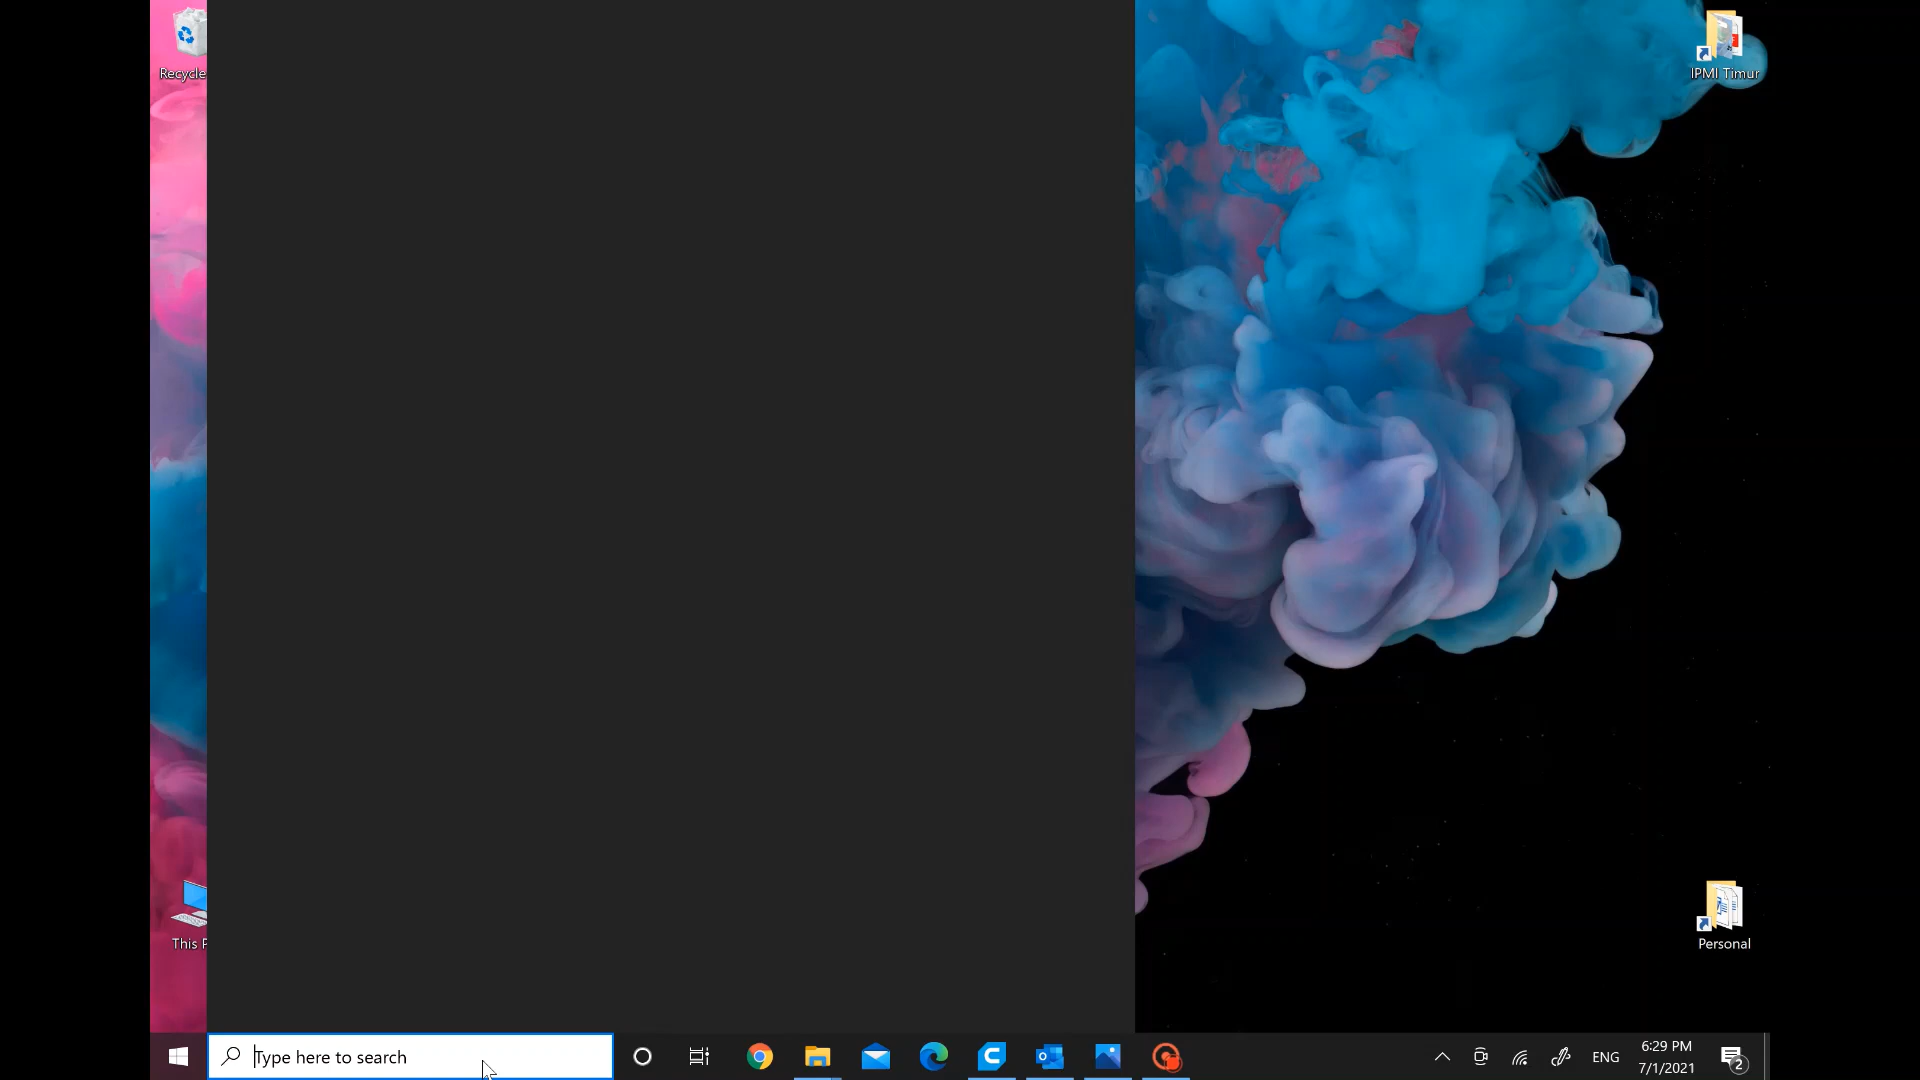 Recycle
IPMI Timur
This P
Personal
Type here to search
ENG
6:29 PM
7/1/2021
2